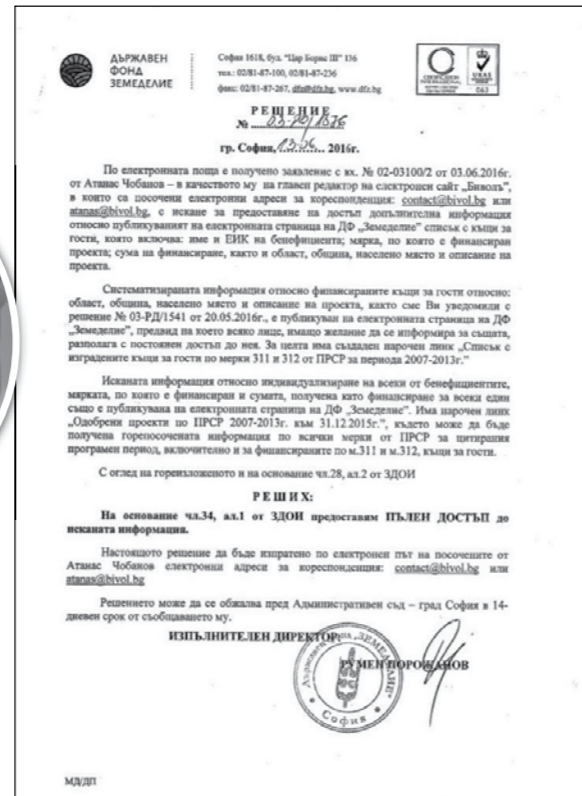 ДЪРЖАВЕН
ФОНД
ЗЕМЕДЕЛИЕ
София 1618, бул. "Цар Борис III" 136
тел.: 02/81-87-100, 02/81-87-236
факс: 02/81-87-267, dfz@dfz.bg, www.dfz.bg
UKAS
063
РЕШЕНИЕ
№ 03-РД/1876
гр. София, 13.06. 2016г.
По електронната поща е получено заявление с вх. № 02-03100/2 от 03.06.2016г.
от Атанас Чобанов – в качеството му на главен редактор на електронен сайт „Биволъ",
в които са посочени електронни адреси за кореспонденция: contact@bivol.bg или
atanas@bivol.bg, с искане за предоставяне на достъп допълнителна информация
относно публикуваният на електронната страница на ДФ „Земеделие" списък с къщи за
гости, която включва: име и ЕИК на бенефициента; мярка, по която е финансиран
проекта; сума на финансиране, както и област, община, населено място и описание на
проекта.
Систематизираната информация относно финансираните къщи за гости относно:
област, община, населено място и описание на проекта, както сме Ви уведомили с
решение № 03-РД/1541 от 20.05.2016г., е публикуван на електронната страница на ДФ
„Земеделие", предвид на което всяко лице, имащо желание да се информира за същата,
разполага с постоянен достъп до нея. За целта има създаден нарочен линк „Списък с
изградените къщи за гости по мерки 311 и 312 от ПРСР за периода 2007-2013г."
Исканата информация относно индивидуализиране на всеки от бенефициентите,
мярката, по която е финансиран и сумата, получена като финансиране за всеки един
също е публикувана на електронната страница на ДФ „Земеделие". Има нарочен линк
„Одобрени проекти по ПРСР 2007-2013г. към 31.12.2015г.", където може да бъде
получена горепосочената информация по всички мерки от ПРСР за цитирания
програмен период, включително и за финансираните по м.311 и м.312, къщи за гости.
С оглед на гореизложеното и на основание чл.28, ал.2 от ЗДОИ
РЕШИХ:
На основание чл.34, ал.1 от ЗДОИ предоставям ПЪЛЕН ДОСТЪП до
исканата информация.
Настоящото решение да бъде изпратено по електронен път на посочените от
Атанас Чобанов електронни адреси за кореспонденция: contact@bivol.bg или
atanas@bivol.bg
Решението може да се обжалва пред Административен съд – град София в 14-
дневен срок от съобщаването му.
ИЗПЪЛНИТЕЛЕН ДИРЕКТОР
РУМЕН ПОРОЖАНОВ
Държавен фонд „ЗЕМЕДЕЛИЕ"
София
МД/ДП